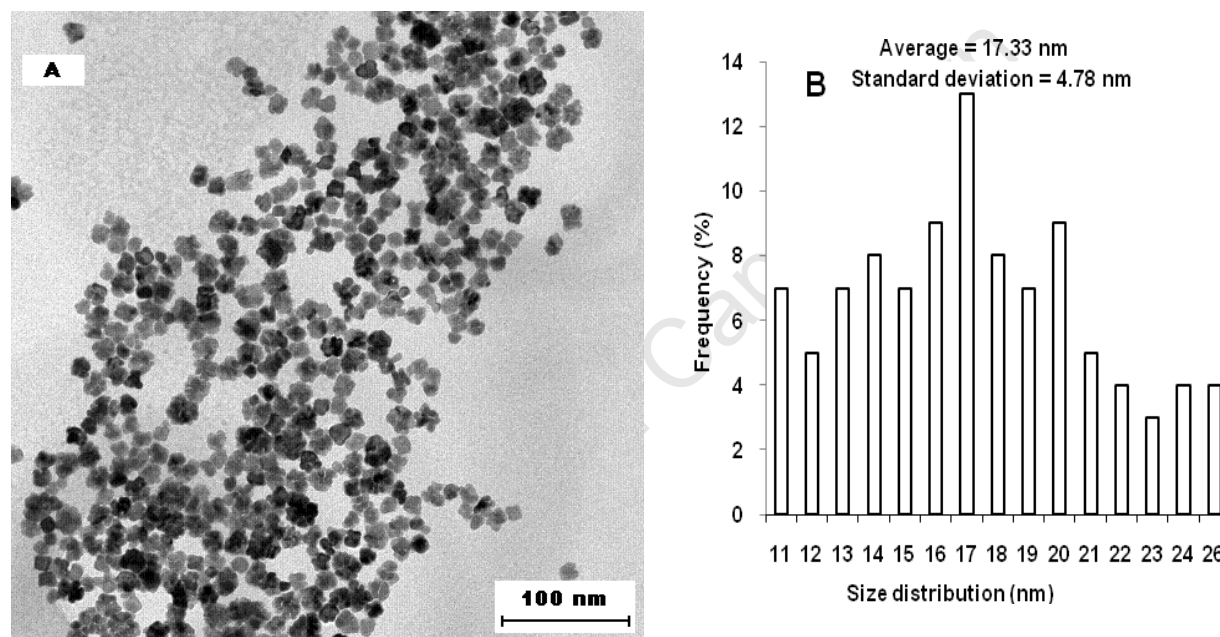 A
100 nm
Average = 17.33 nm
B
Standard deviation = 4.78 nm
Frequency (%)
14
12
10
8
6
4
2
0
11 12 13 14 15 16 17 18 19 20 21 22 23 24 26
Size distribution (nm)